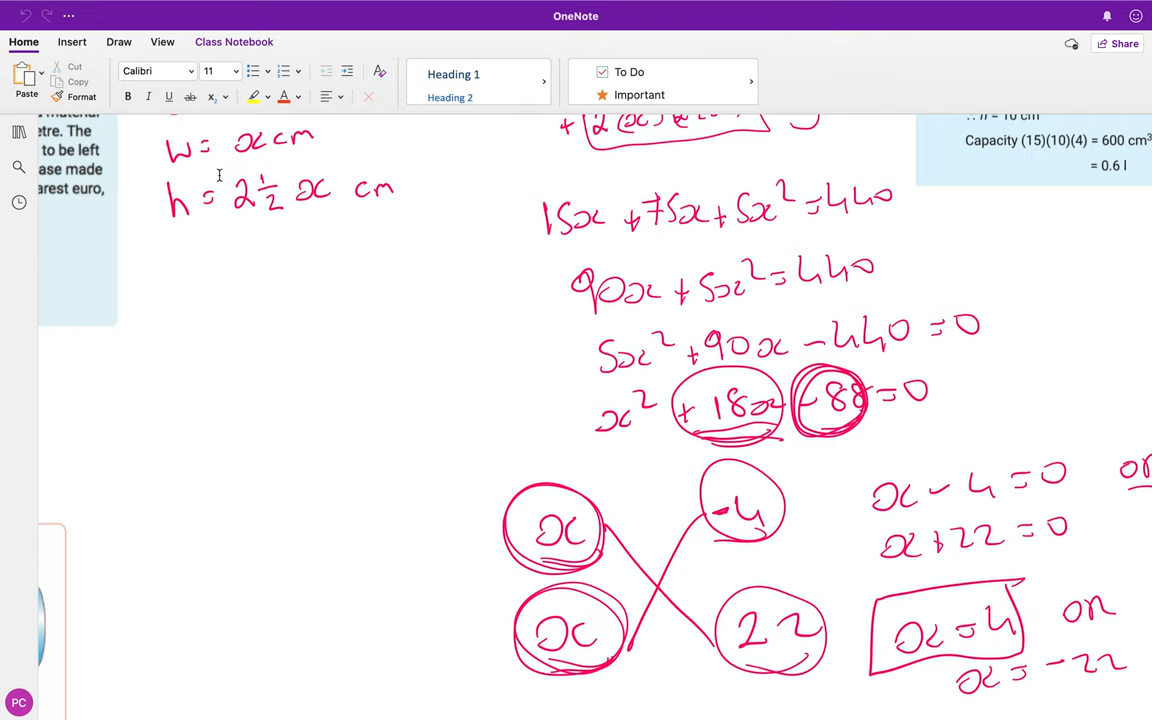 OneNote
Home Insert Draw View Class Notebook
Share
Paste
Cut
Copy
Format
Calibri 11
B I U ab x₂ A
Heading 1
Heading 2
To Do
Important
etre. The
to be left
ase made
arest euro,
w = x cm
h = 2½ x cm
15x + 75x + 5x² = 440
90x + 5x² = 440
5x² + 90x - 440 = 0
x² + 18x - 88 = 0
x -4
x 22
x - 4 = 0 or
x + 22 = 0
x = 4 or
x = -22
Capacity (15)(10)(4) = 600 cm³
= 0.6 l
PC